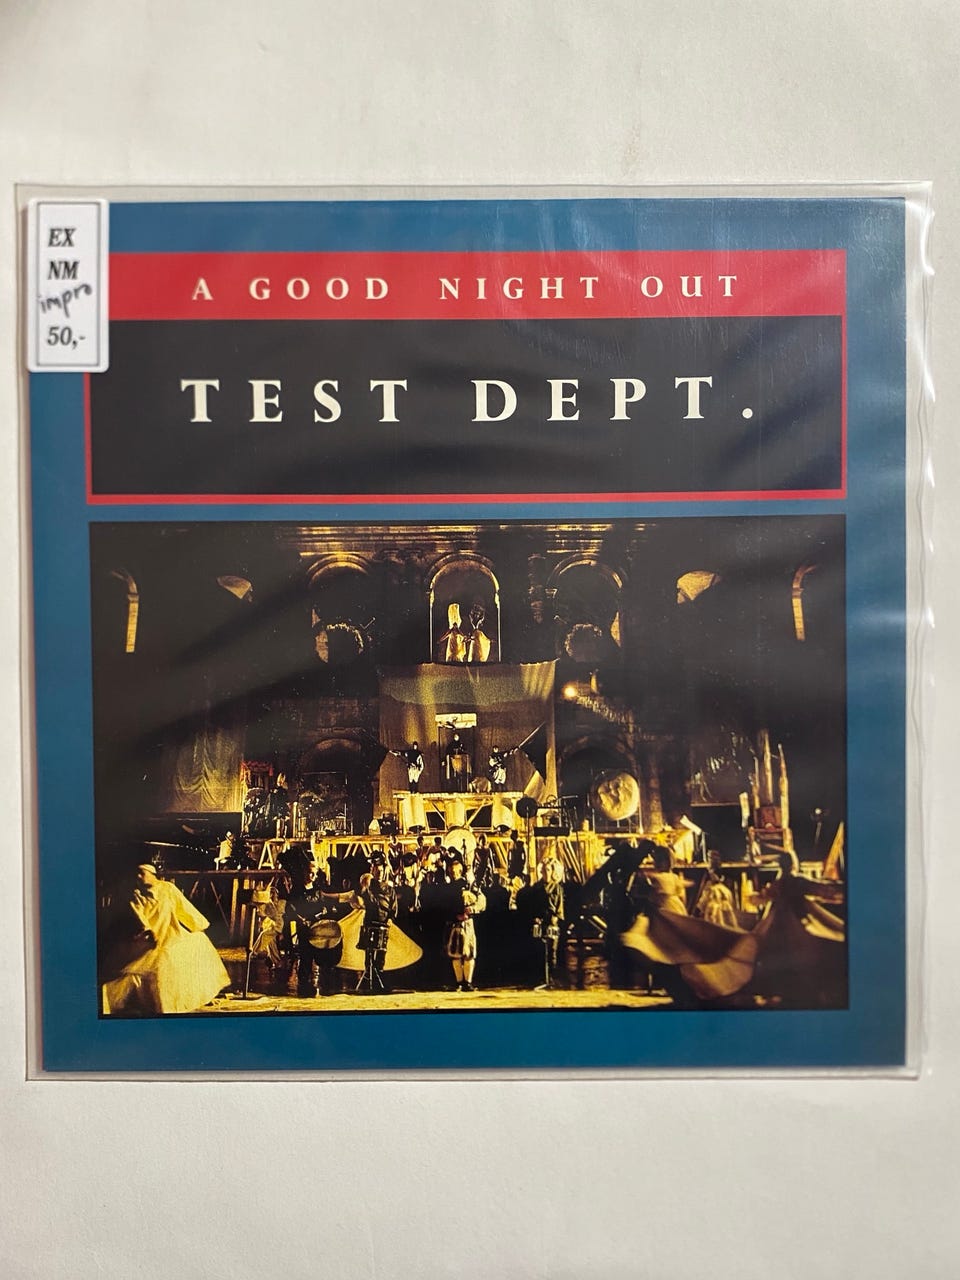 EX
NM
impro
50,-
A GOOD NIGHT OUT
TEST DEPT.